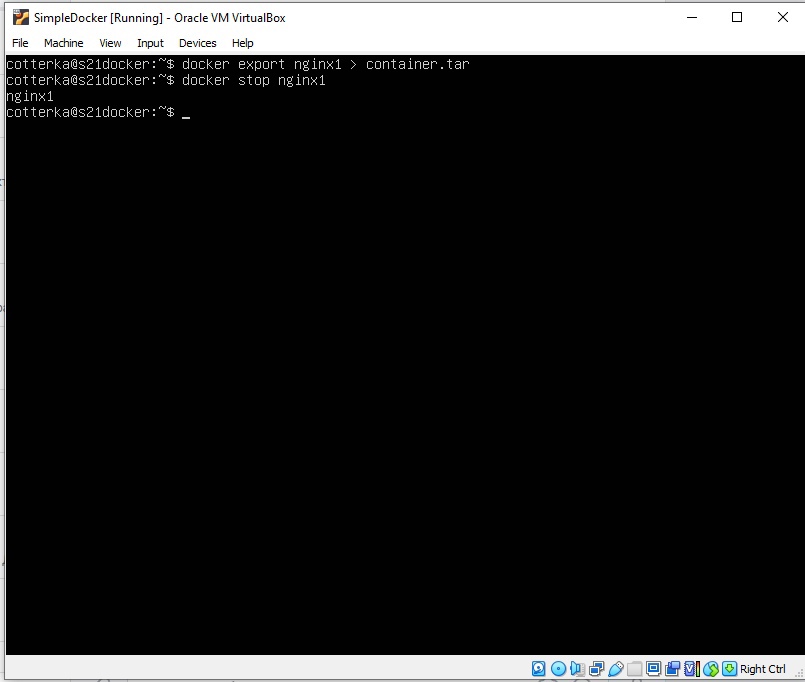 SimpleDocker [Running] - Oracle VM VirtualBox
File Machine View Input Devices Help
cotterka@s21docker:~$ docker export nginx1 > container.tar
cotterka@s21docker:~$ docker stop nginx1
nginx1
cotterka@s21docker:~$ _
Right Ctrl